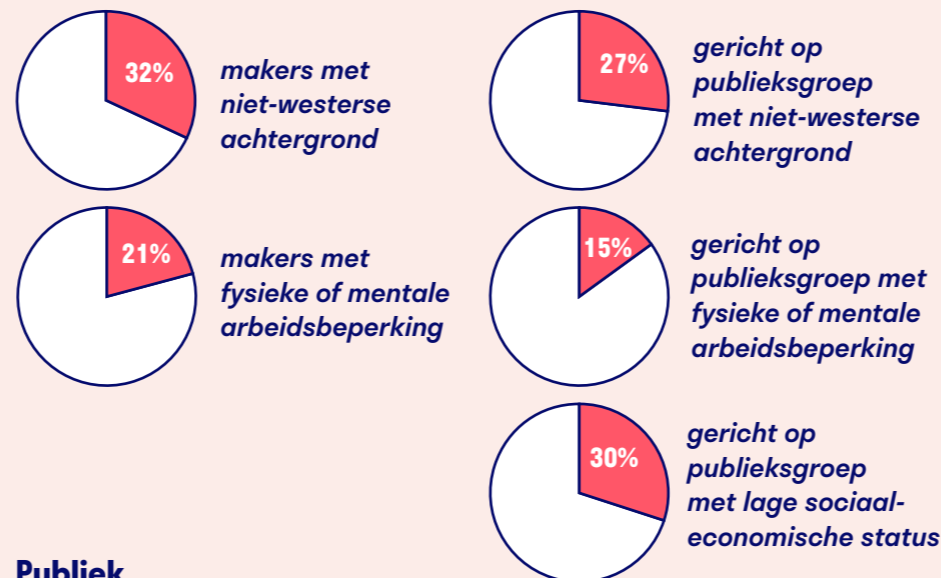 32%
makers met
niet-westerse
achtergrond
27%
gericht op
publieksgroep
met niet-westerse
achtergrond
21%
makers met
fysieke of mentale
arbeidsbeperking
15%
gericht op
publieksgroep met
fysieke of mentale
arbeidsbeperking
30%
gericht op
publieksgroep
met lage sociaal-
economische status
Publiek